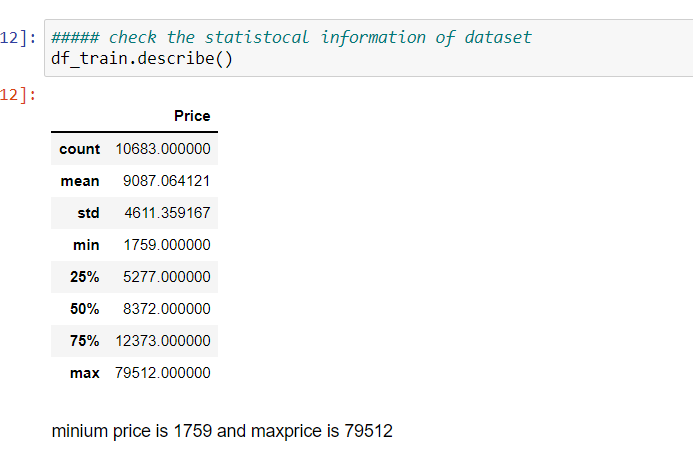 12]: ##### check the statistocal information of dataset
df_train.describe()
12]:
Price
count 10683.000000
mean 9087.064121
std 4611.359167
min 1759.000000
25% 5277.000000
50% 8372.000000
75% 12373.000000
max 79512.000000
minium price is 1759 and maxprice is 79512